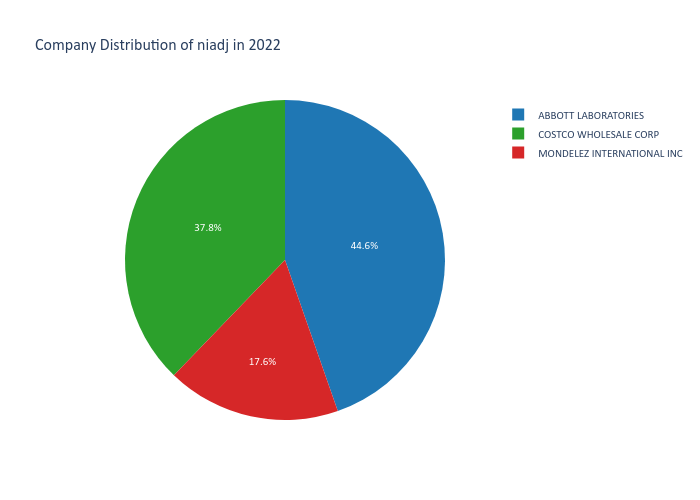 Company Distribution of niadj in 2022
ABBOTT LABORATORIES
COSTCO WHOLESALE CORP
MONDELEZ INTERNATIONAL INC
37.8%
44.6%
17.6%